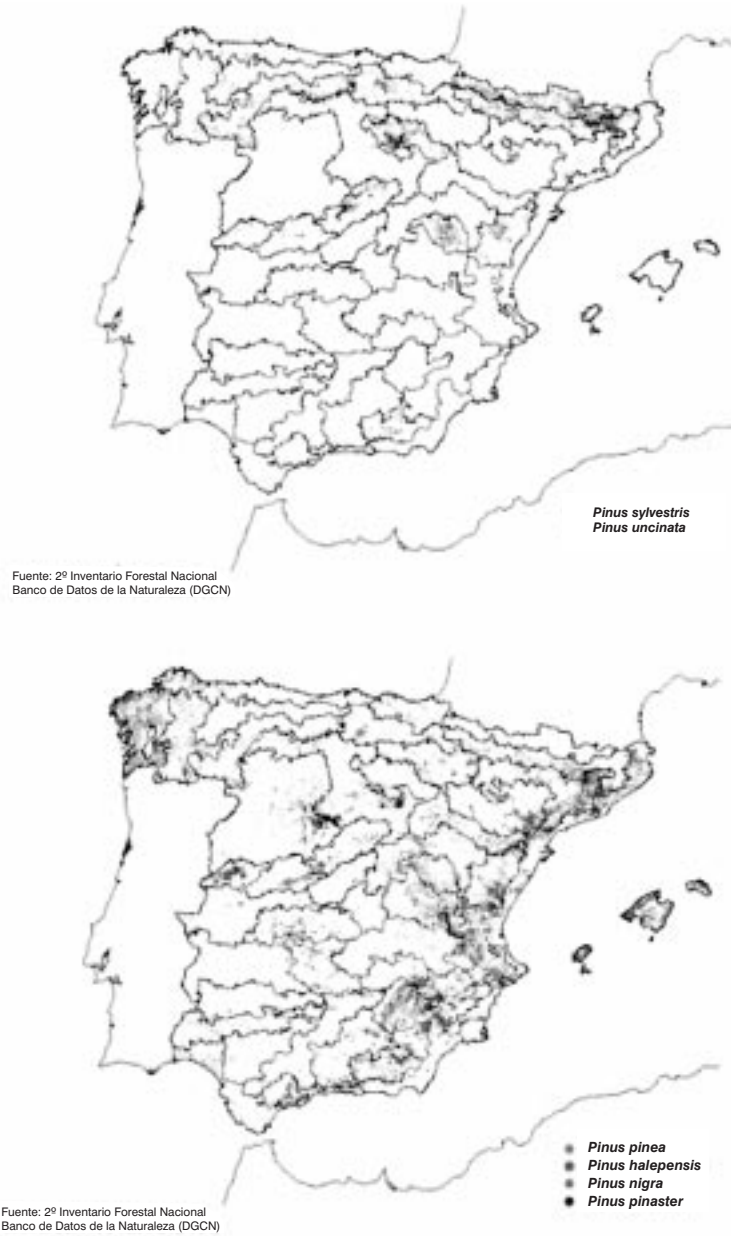 Pinus sylvestris
Pinus uncinata
Fuente: 2º Inventario Forestal Nacional
Banco de Datos de la Naturaleza (DGCN)
Pinus pinea
Pinus halepensis
Pinus nigra
Pinus pinaster
Fuente: 2º Inventario Forestal Nacional
Banco de Datos de la Naturaleza (DGCN)